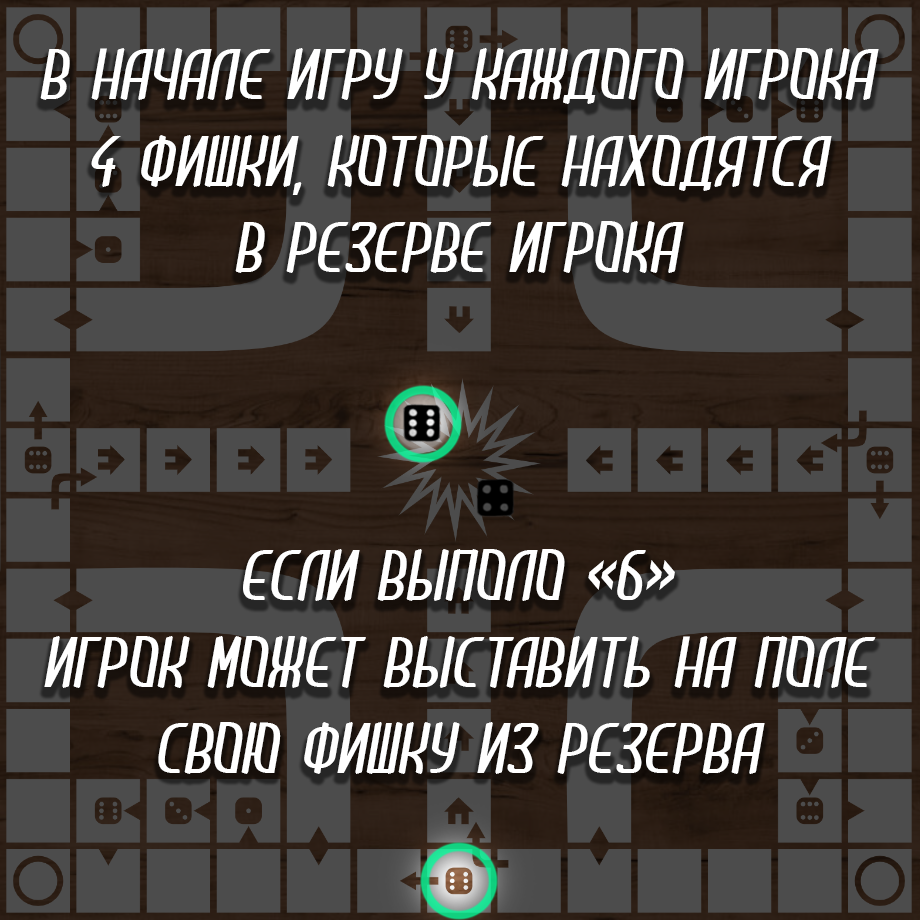 В НАЧАЛЕ ИГРУ У КАЖДОГО ИГРОКА
4 ФИШКИ, КОТОРЫЕ НАХОДЯТСЯ
В РЕЗЕРВЕ ИГРОКА
ЕСЛИ ВЫПОЛО «6»
ИГРОК МОЖЕТ ВЫСТАВИТЬ НА ПОЛЕ
СВОЮ ФИШКУ ИЗ РЕЗЕРВА